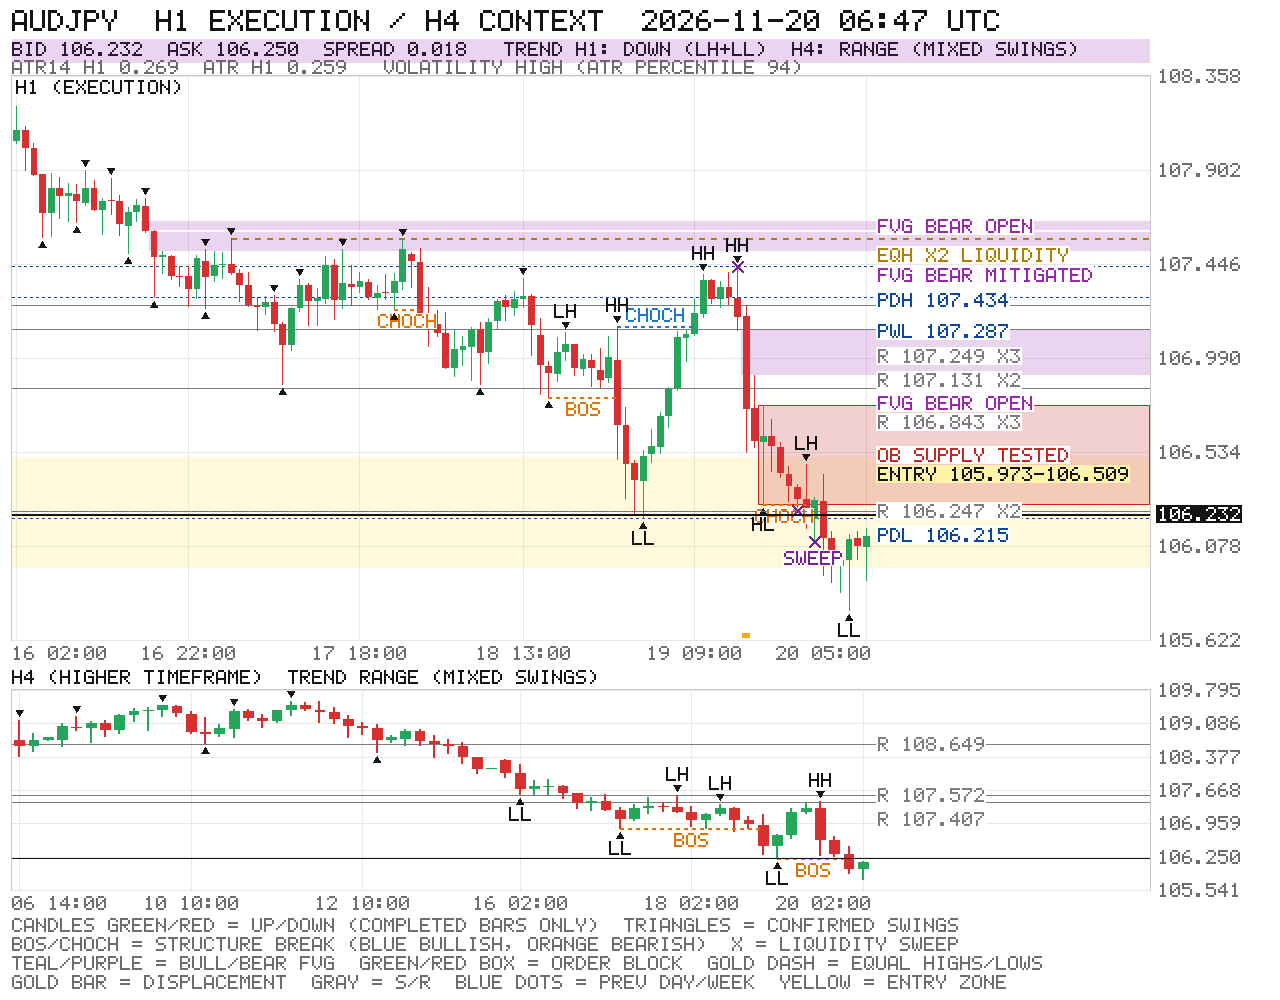 AUDJPY  H1 EXECUTION / H4 CONTEXT  2026-11-20 06:47 UTC
BID 106.232  ASK 106.250  SPREAD 0.018   TREND H1: DOWN (LH+LL)  H4: RANGE (MIXED SWINGS)
ATR14 H1 0.269  ATR H1 0.259   VOLATILITY HIGH (ATR PERCENTILE 94)
H1 (EXECUTION)
108.358
107.902
FVG BEAR OPEN
HH HH
EQH X2 LIQUIDITY
107.446
FVG BEAR MITIGATED
PDH 107.434
LH HH CHOCH
CHOCH
PWL 107.287
R 107.249 X3
106.990
R 107.131 X2
BOS
FVG BEAR OPEN
R 106.843 X3
LH
OB SUPPLY TESTED
106.534
ENTRY 105.973-106.509
R 106.247 X2
106.232
CHOCH
HL
LL
PDL 106.215
106.078
SWEEP
LL
105.622
16 02:00  16 22:00  17 18:00  18 13:00  19 09:00  20 05:00
H4 (HIGHER TIMEFRAME)  TREND RANGE (MIXED SWINGS)
109.795
109.086
R 108.649
108.377
LH LH HH
107.668
R 107.572
LL
R 107.407
106.959
BOS
LL
106.250
BOS
LL
105.541
06 14:00  10 10:00  12 10:00  16 02:00  18 02:00  20 02:00
CANDLES GREEN/RED = UP/DOWN (COMPLETED BARS ONLY)  TRIANGLES = CONFIRMED SWINGS
BOS/CHOCH = STRUCTURE BREAK (BLUE BULLISH, ORANGE BEARISH)  X = LIQUIDITY SWEEP
TEAL/PURPLE = BULL/BEAR FVG  GREEN/RED BOX = ORDER BLOCK  GOLD DASH = EQUAL HIGHS/LOWS
GOLD BAR = DISPLACEMENT  GRAY = S/R  BLUE DOTS = PREV DAY/WEEK  YELLOW = ENTRY ZONE